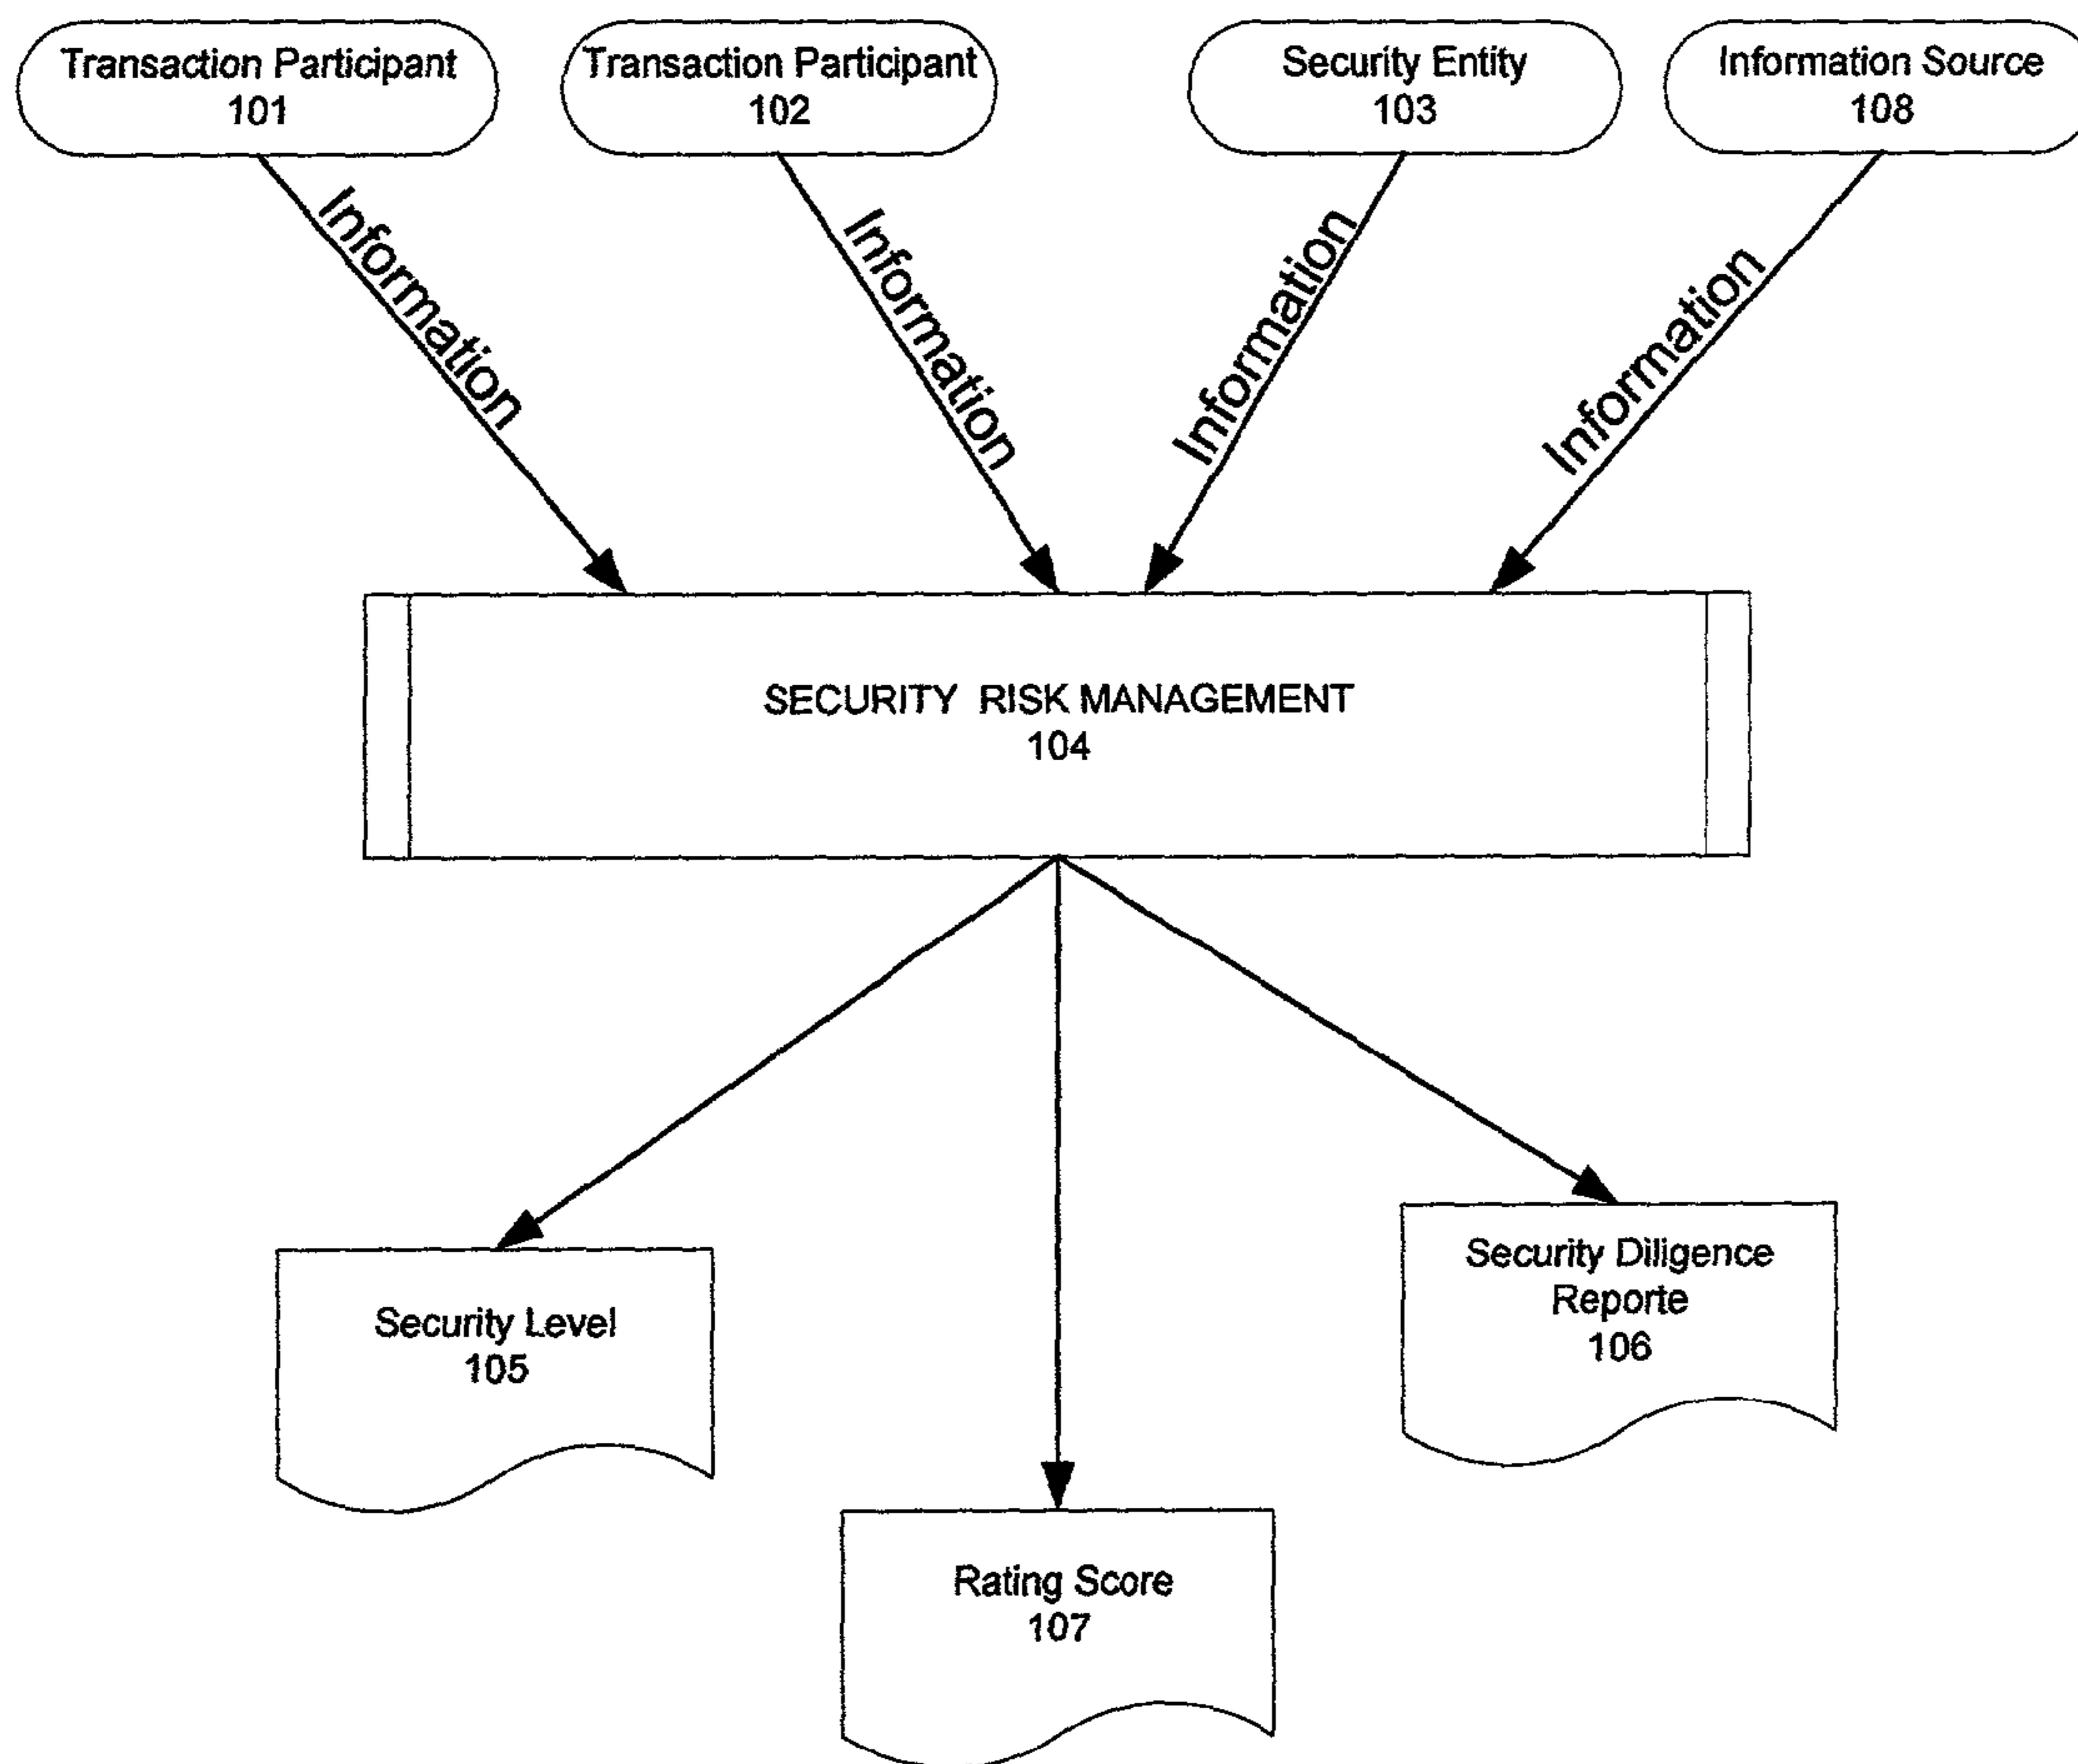 Transaction Participant
101
Transaction Participant
102
Security Entity
103
Information Source
108
Information
Information
Information
Information
SECURITY RISK MANAGEMENT
104
Security Level
105
Security Diligence
Reporte
106
Rating Score
107